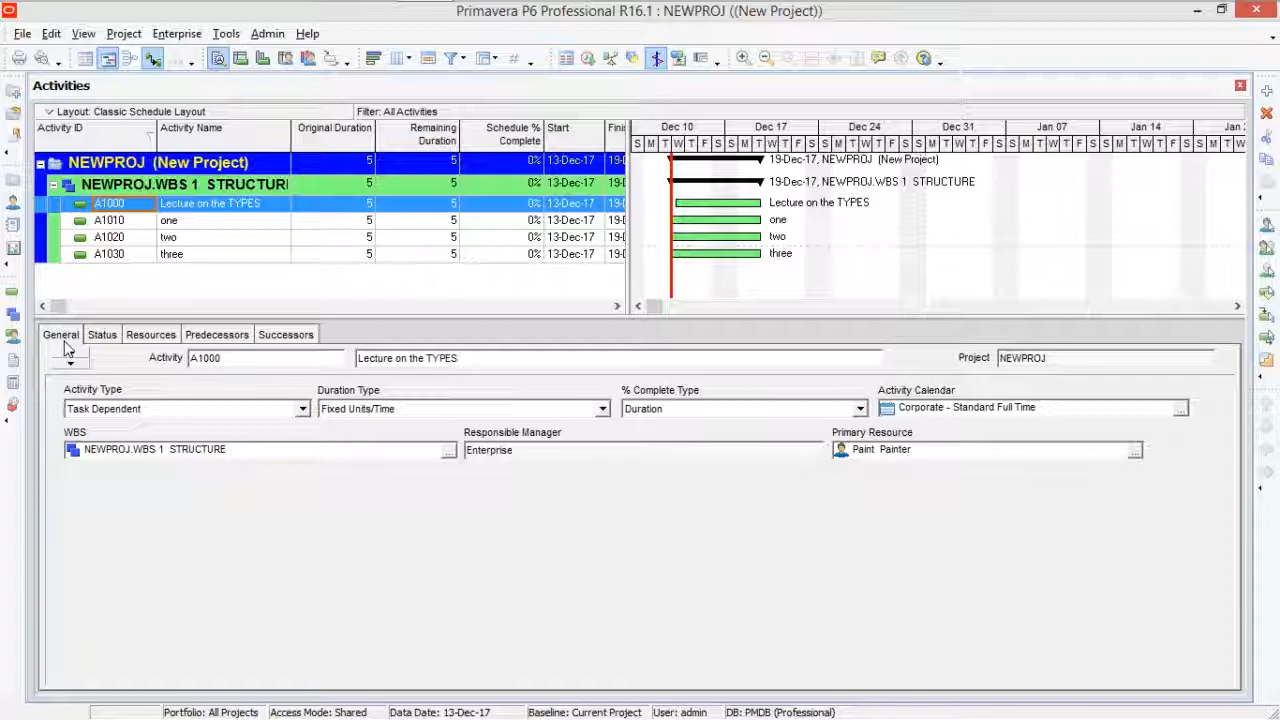 Primavera P6 Professional R16.1 : NEWPROJ ((New Project))
File Edit View Project Enterprise Tools Admin Help
Activities
Layout: Classic Schedule Layout Filter: All Activities
Activity ID Activity Name Original Duration Remaining Duration Schedule % Complete Start Dec 10 Dec 17 Dec 24 Dec 31 Jan 07 Jan 14
S M T W T F S S M T W T F S S M T W T F S S M T W T F S S M T W T F S S M T W T F S S M
NEWPROJ (New Project) 5 5 0% 13-Dec-17 19-Dec-17, NEWPROJ (New Project)
NEWPROJ.WBS 1 STRUCTURI 5 5 0% 13-Dec-17 19-Dec-17, NEWPROJ.WBS 1 STRUCTURE
A1000 Lecture on the TYPES 5 5 0% 13-Dec-17 Lecture on the TYPES
A1010 one 5 5 0% 13-Dec-17 one
A1020 two 5 5 0% 13-Dec-17 two
A1030 three 5 5 0% 13-Dec-17 three
General Status Resources Predecessors Successors
Activity A1000 Lecture on the TYPES Project NEWPROJ
Activity Type Duration Type % Complete Type Activity Calendar
Task Dependent Fixed Units/Time Duration Corporate - Standard Full Time
WBS Responsible Manager Primary Resource
NEWPROJ.WBS 1 STRUCTURE Enterprise Paint Painter
Portfolio: All Projects Access Mode: Shared Data Date: 13-Dec-17 Baseline: Current Project User: admin DB: PMDB (Professional)